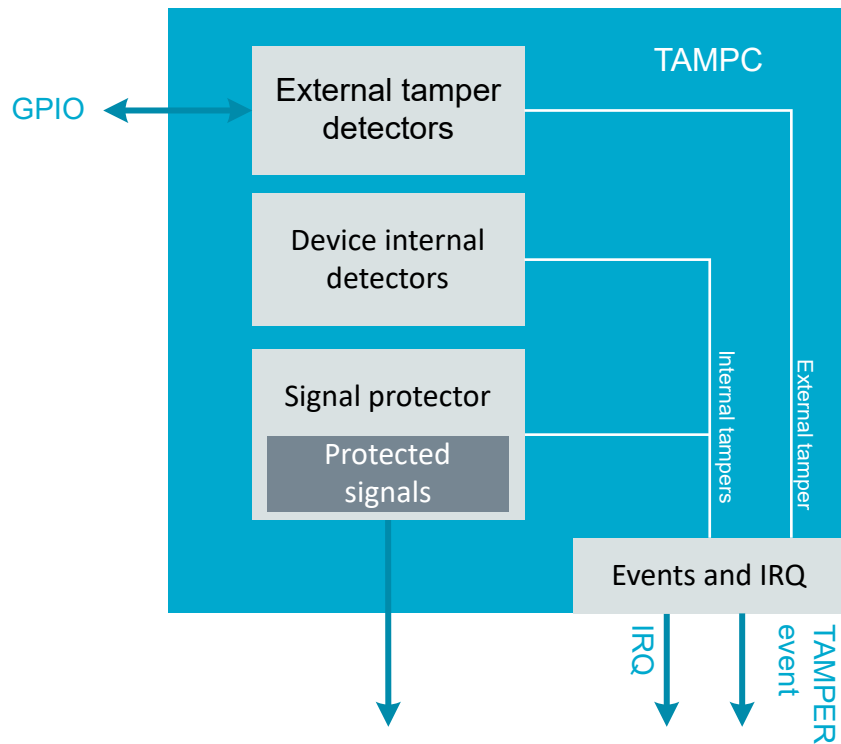 TAMPC
External tamper
detectors
GPIO
Device internal
detectors
Signal protector
Protected
signals
Internal tampers
External tamper
Events and IRQ
IRQ
TAMPER
event